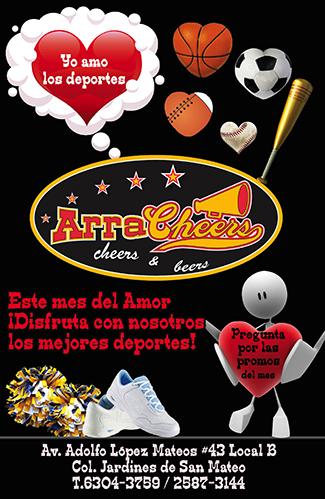 Yo amo
los deportes
ArraCheers
cheers & beers
Este mes del Amor
¡Disfruta con nosotros
los mejores deportes!
Pregunta
por las
promos
del mes
Av. Adolfo López Mateos #43 Local B
Col. Jardines de San Mateo
T.6304-3759 / 2587-3144